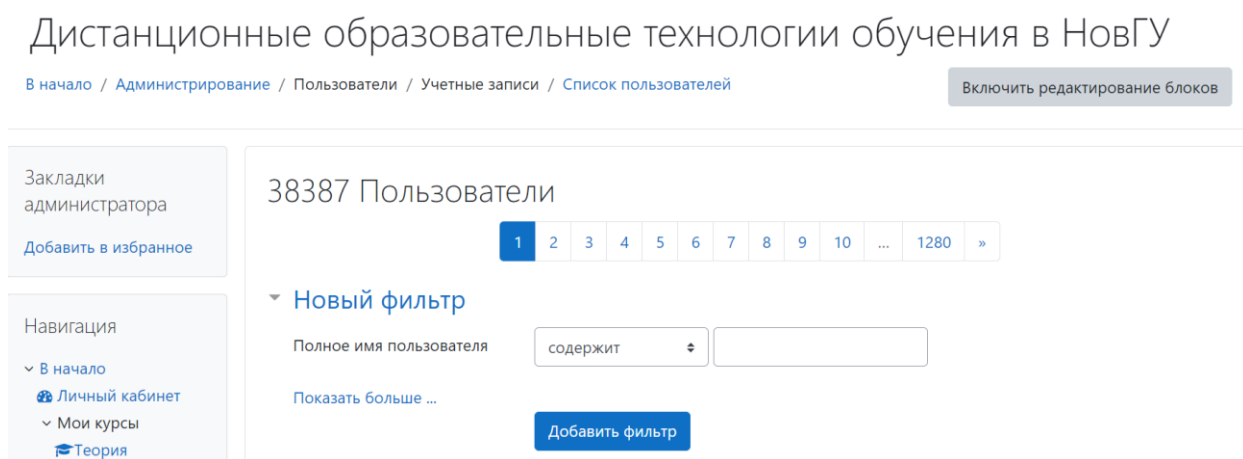 Дистанционные образовательные технологии обучения в НовГУ
В начало / Администрирование / Пользователи / Учетные записи / Список пользователей
Включить редактирование блоков
Закладки
администратора
Добавить в избранное
Навигация
В начало
Личный кабинет
Мои курсы
Теория
38387 Пользователи
1 2 3 4 5 6 7 8 9 10 ... 1280 »
Новый фильтр
Полное имя пользователя содержит
Показать больше ...
Добавить фильтр